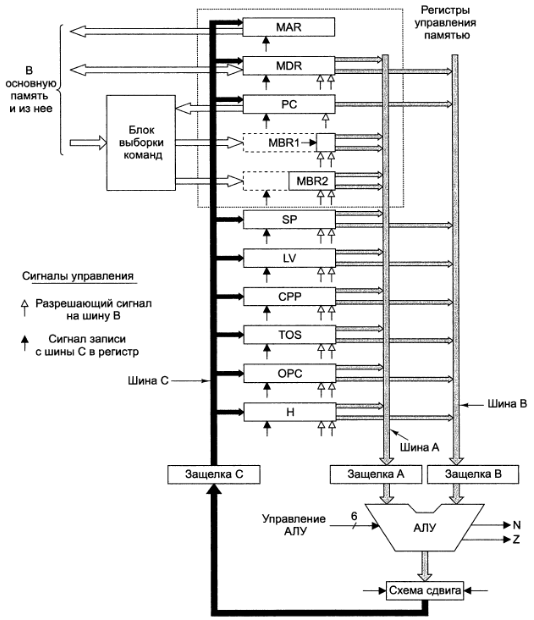 Регистры
управления
памятью
MAR
MDR
PC
MBR1
MBR2
SP
LV
CPP
TOS
OPC
H
В
основную
память
и из нее
Блок
выборки
команд
Сигналы управления
Разрешающий сигнал
на шину B
Сигнал записи
с шины C в регистр
Шина C
Шина B
Шина A
Защелка C
Защелка A
Защелка B
Управление
АЛУ
6
АЛУ
N
Z
Схема сдвига